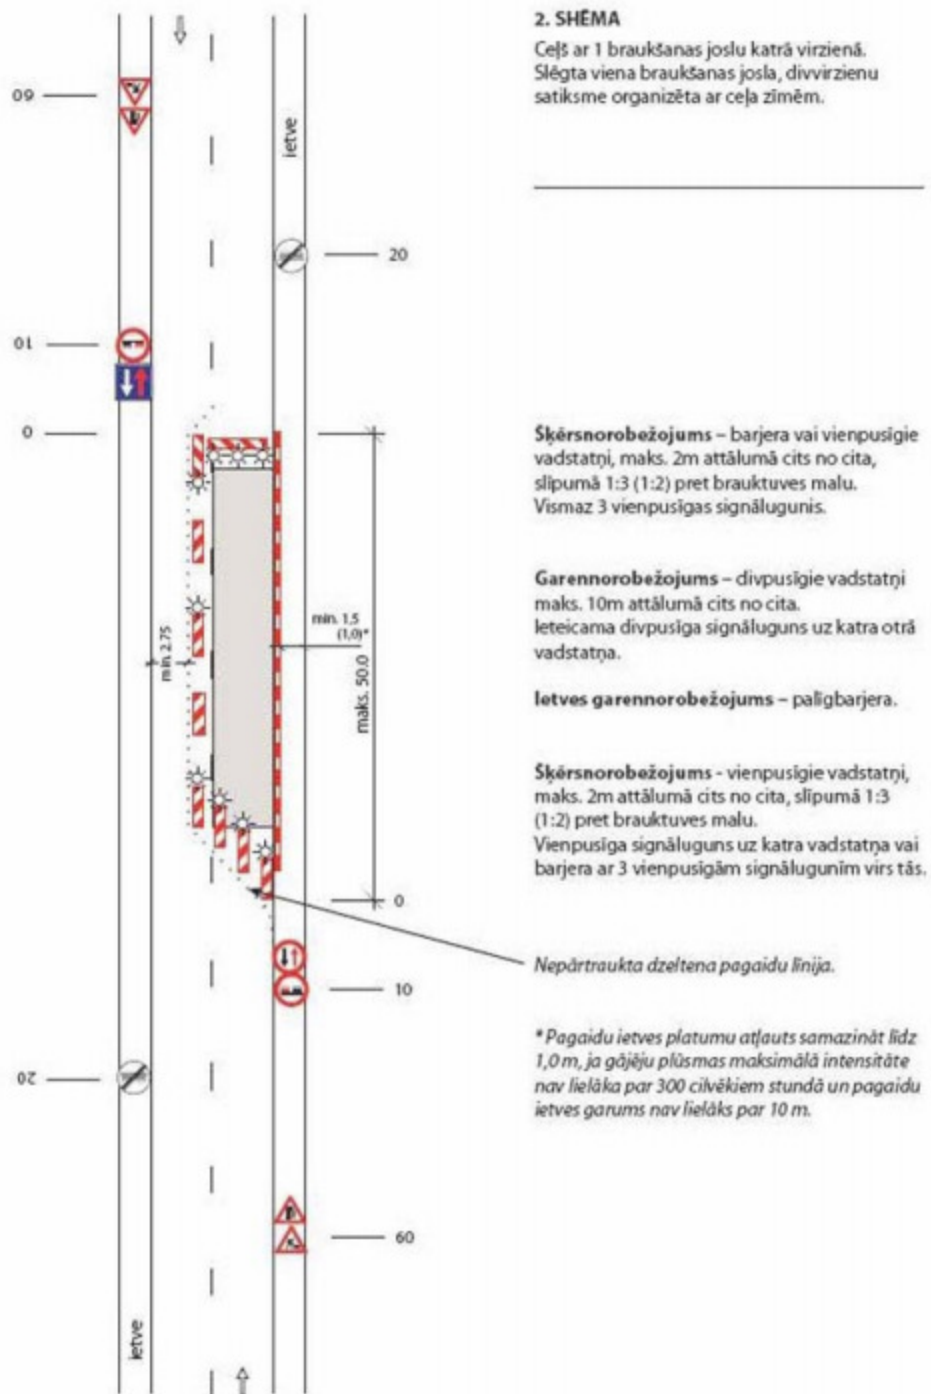 2. SHĒMA
Ceļš ar 1 braukšanas joslu katrā virzienā.
Slēgta viena braukšanas josla, divvirzienu
satiksme organizēta ar ceļa zīmēm.
60
ietve
20
10
0
Šķērsnorobežojums – barjera vai vienpusīgie
vadstatņi, maks. 2m attālumā cits no cita,
slīpumā 1:3 (1:2) pret brauktuves malu.
Vismaz 3 vienpusīgas signālugunis.
Garennorobežojums – divpusīgie vadstatņi
maks. 10m attālumā cits no cita.
Ieteicama divpusīga signāluguns uz katra otrā
vadstatņa.
min. 1,5
(1,0)*
min. 2.75
maks. 50.0
Ietves garennorobežojums – palīgbarjera.
Šķērsnorobežojums - vienpusīgie vadstatņi,
maks. 2m attālumā cits no cita, slīpumā 1:3
(1:2) pret brauktuves malu.
Vienpusīga signāluguns uz katra vadstatņa vai
barjera ar 3 vienpusīgām signālugunīm virs tās.
0
Nepārtraukta dzeltena pagaidu līnija.
10
* Pagaidu ietves platumu atļauts samazināt līdz
1,0 m, ja gājēju plūsmas maksimālā intensitāte
nav lielāka par 300 cilvēkiem stundā un pagaidu
ietves garums nav lielāks par 10 m.
20
60
ietve